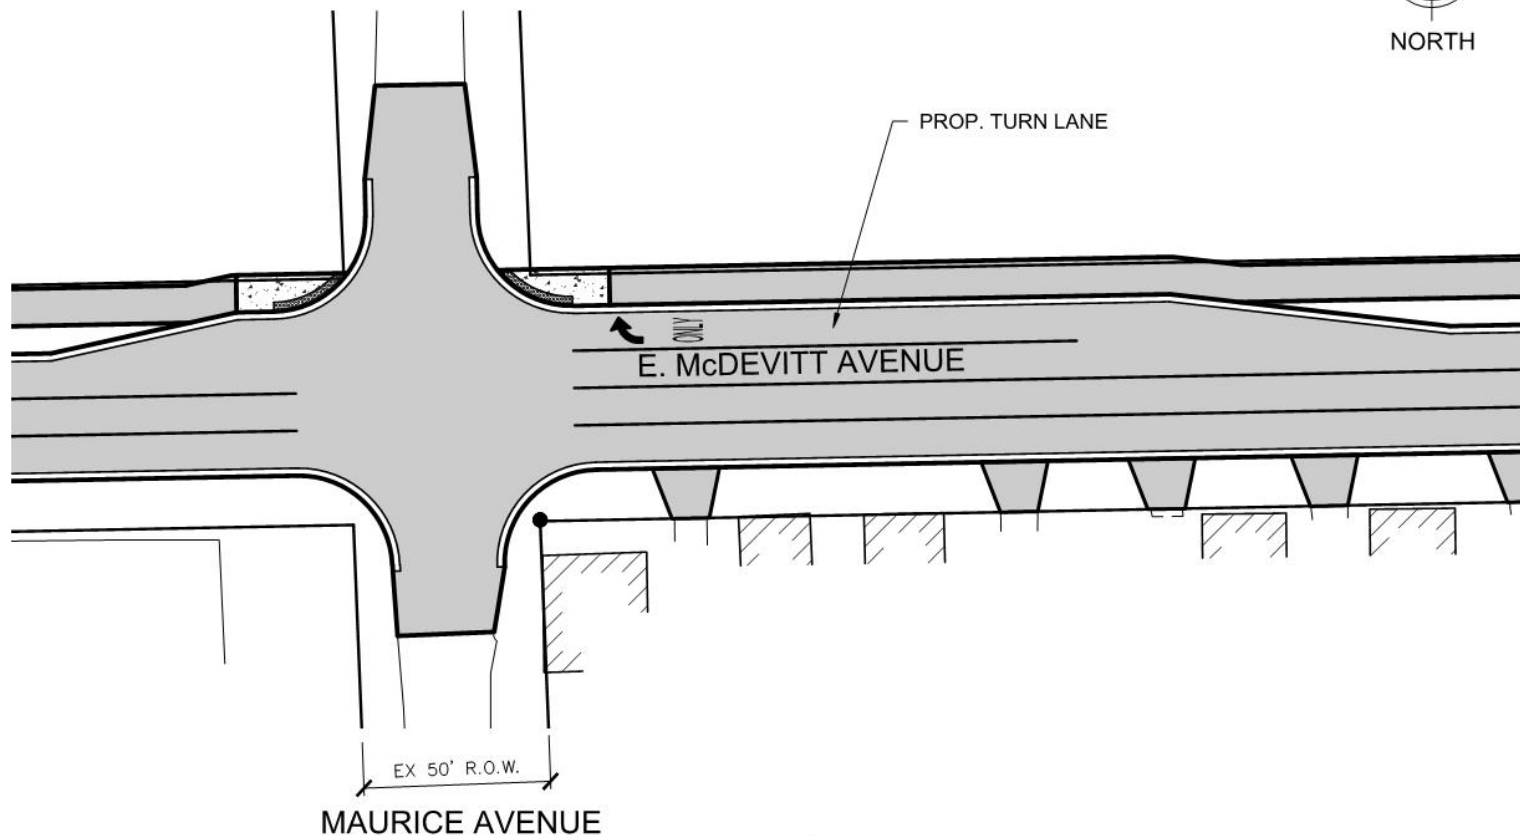 NORTH
PROP. TURN LANE
ONLY
E. McDEVITT AVENUE
EX 50' R.O.W.
MAURICE AVENUE